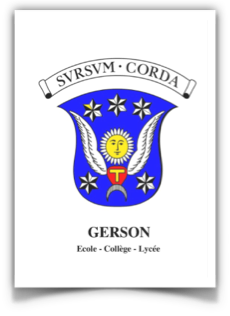 SVRSVM · CORDA
T
GERSON
Ecole - Collège - Lycée